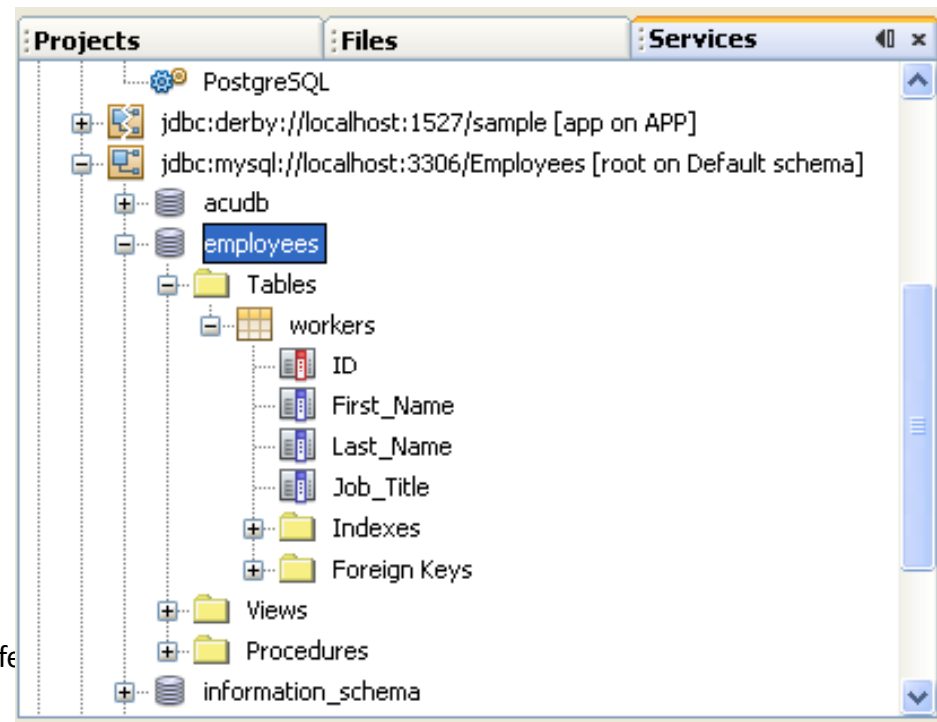 Projects Files Services
PostgreSQL
jdbc:derby://localhost:1527/sample [app on APP]
jdbc:mysql://localhost:3306/Employees [root on Default schema]
acudb
employees
Tables
workers
ID
First_Name
Last_Name
Job_Title
Indexes
Foreign Keys
Views
Procedures
information_schema